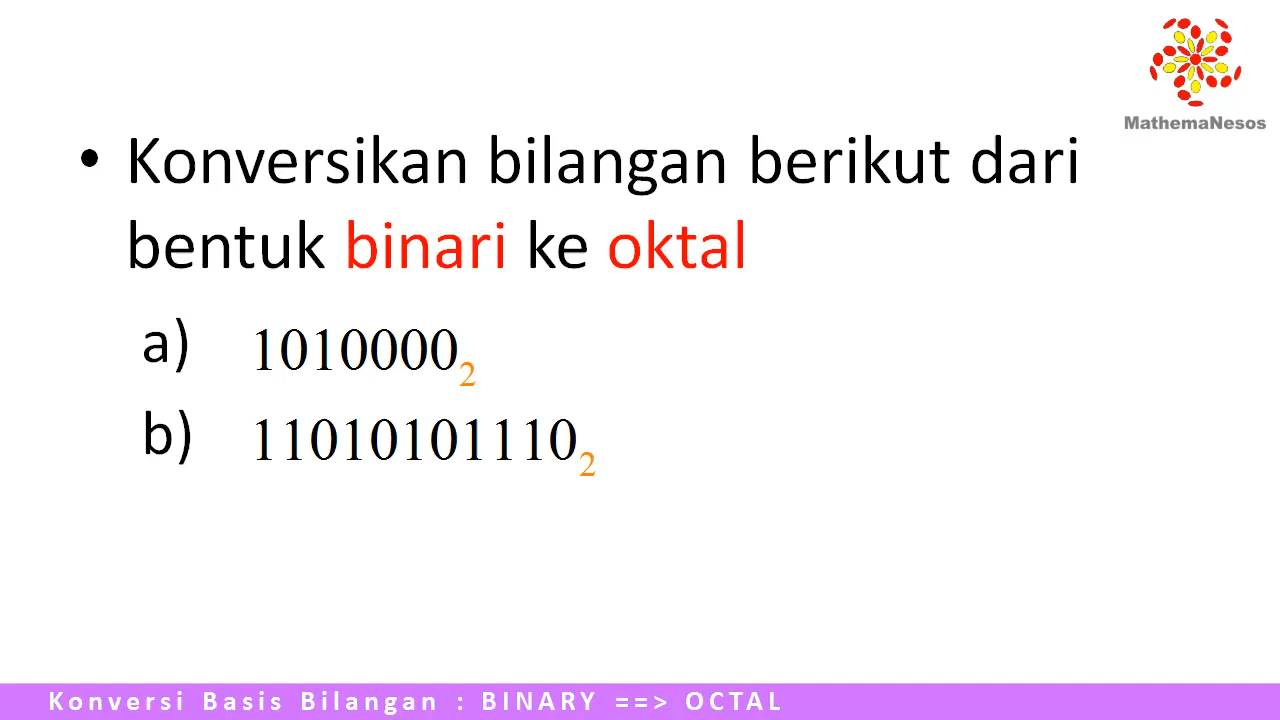 MathemaNesos
• Konversikan bilangan berikut dari
bentuk binari ke oktal
a) 1010000₂
b) 11010101110₂
Konversi Basis Bilangan : BINARY ==> OCTAL